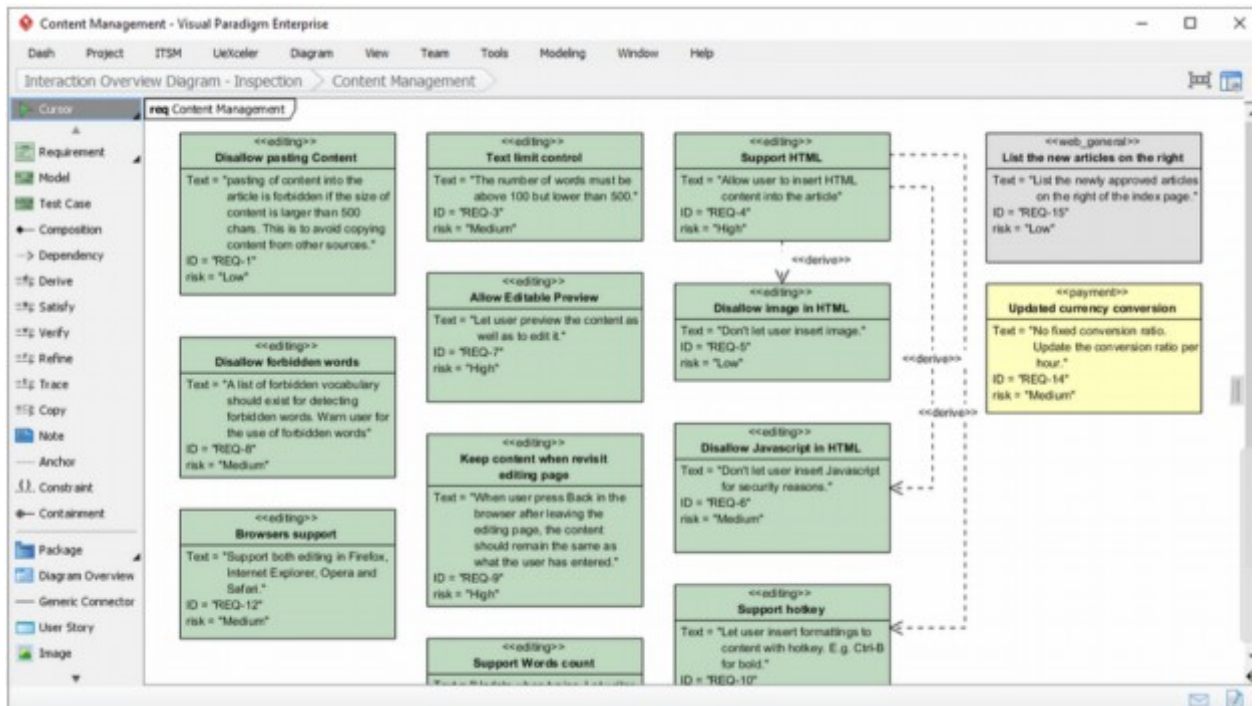 Content Management - Visual Paradigm Enterprise
Dash Project ITSM UeXceler Diagram View Team Tools Modeling Window Help
Interaction Overview Diagram - Inspection Content Management
Cursor
Requirement
Model
Test Case
Composition
Dependency
Derive
Satisfy
Verify
Refine
Trace
Copy
Note
Anchor
Constraint
Containment
Package
Diagram Overview
Generic Connector
User Story
Image
req Content Management
<<editing>>
Disallow pasting Content
Text = "pasting of content into the
article is forbidden if the size of
content is larger than 500
chars. This is to avoid copying
content from other sources."
ID = "REQ-1"
risk = "Low"
<<editing>>
Disallow forbidden words
Text = "A list of forbidden vocabulary
should exist for detecting
forbidden words. Warn user for
the use of forbidden words"
ID = "REQ-8"
risk = "Medium"
<<editing>>
Browsers support
Text = "Support both editing in Firefox,
Internet Explorer, Opera and
Safari."
ID = "REQ-12"
risk = "Medium"
<<editing>>
Text limit control
Text = "The number of words must be
above 100 but lower than 500."
ID = "REQ-3"
risk = "Medium"
<<editing>>
Allow Editable Preview
Text = "Let user preview the content as
well as to edit it."
ID = "REQ-7"
risk = "High"
<<editing>>
Keep content when revisit
editing page
Text = "When user press Back in the
browser after leaving the
editing page, the content
should remain the same as
what the user has entered."
ID = "REQ-9"
risk = "High"
<<editing>>
Support Words count
<<editing>>
Support HTML
Text = "Allow user to insert HTML
content into the article"
ID = "REQ-4"
risk = "High"
<<derive>>
<<editing>>
Disallow image in HTML
Text = "Don't let user insert image."
ID = "REQ-5"
risk = "Low"
<<derive>>
<<derive>>
<<editing>>
Disallow Javascript in HTML
Text = "Don't let user insert Javascript
for security reasons."
ID = "REQ-6"
risk = "Medium"
<<editing>>
Support hotkey
Text = "Let user insert formattings to
content with hotkey. E.g. Ctrl-B
for bold."
ID = "REQ-10"
<<web_general>>
List the new articles on the right
Text = "List the newly approved articles
on the right of the index page."
ID = "REQ-15"
risk = "Low"
<<payment>>
Updated currency conversion
Text = "No fixed conversion ratio.
Update the conversion ratio per
hour."
ID = "REQ-14"
risk = "Medium"